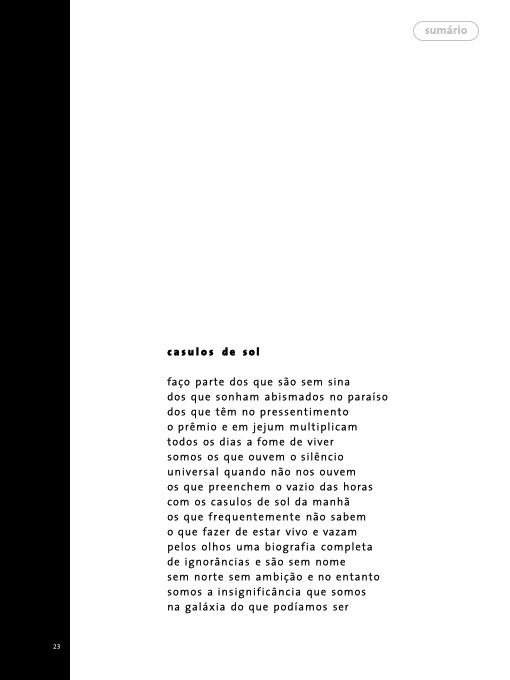 sumário
casulos de sol
faço parte dos que são sem sina
dos que sonham abismados no paraíso
dos que têm no pressentimento
o prêmio e em jejum multiplicam
todos os dias a fome de viver
somos os que ouvem o silêncio
universal quando não nos ouvem
os que preenchem o vazio das horas
com os casulos de sol da manhã
os que frequentemente não sabem
o que fazer de estar vivo e vazam
pelos olhos uma biografia completa
de ignorâncias e são sem nome
sem norte sem ambição e no entanto
somos a insignificância que somos
na galáxia do que podíamos ser
23